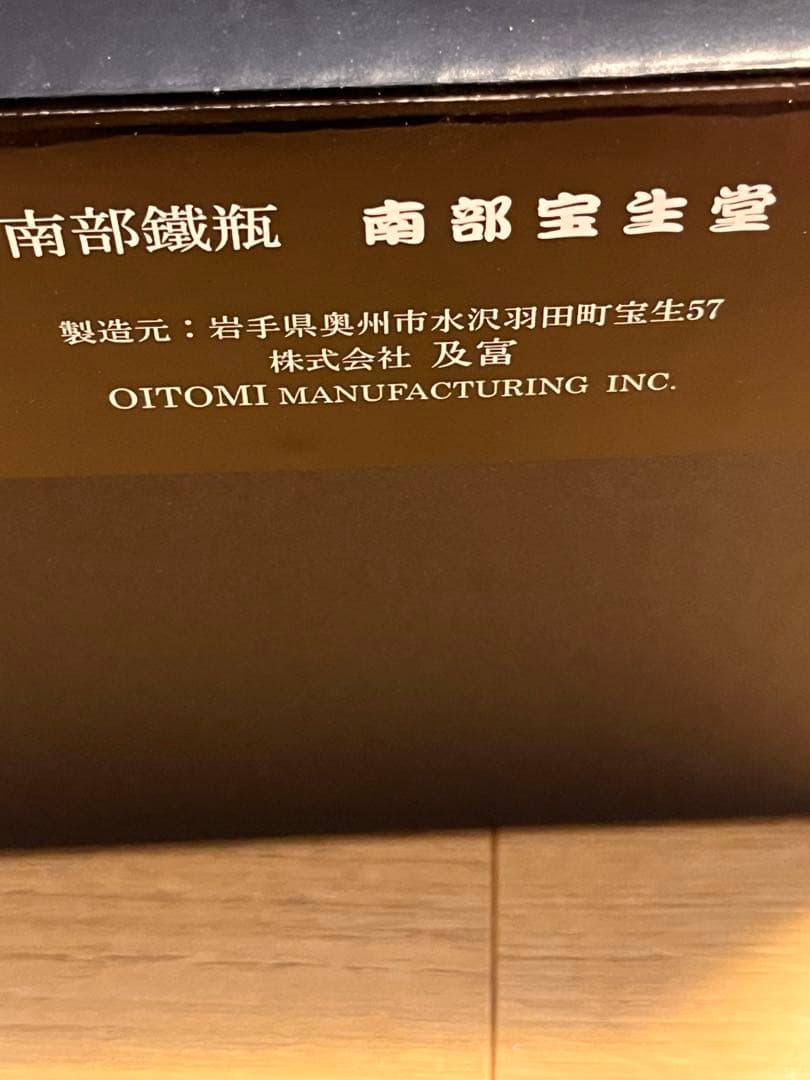 南部鐵瓶 南部宝生堂
製造元：岩手県奥州市水沢羽田町宝生57
株式会社 及富
OITOMI MANUFACTURING INC.